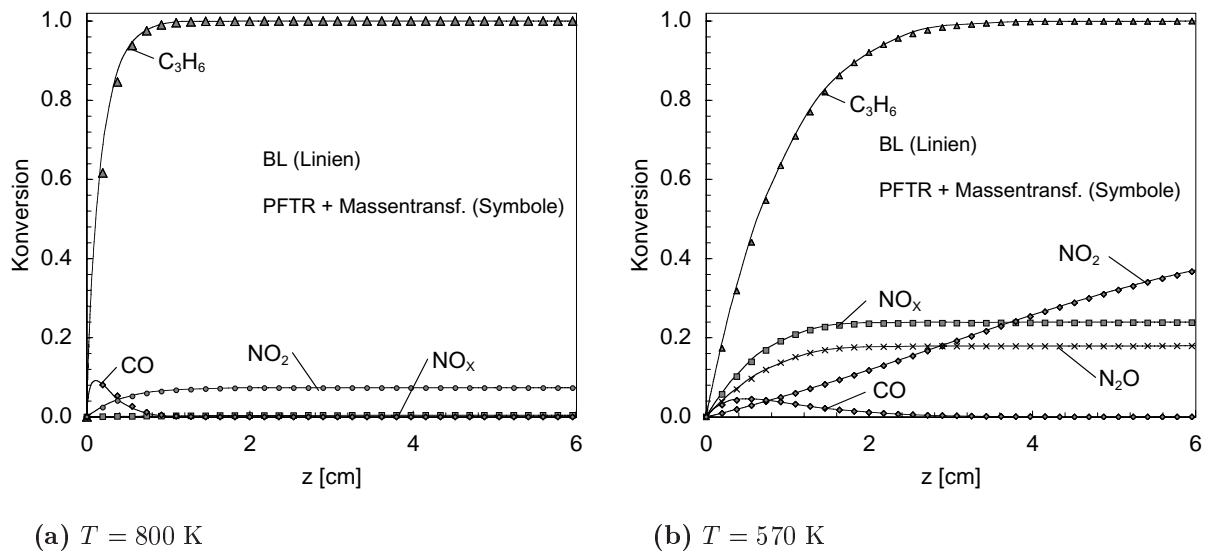 1.0
0.8
0.6
0.4
0.2
0.0
Konversion
C3H6
BL (Linien)
PFTR + Massentransf. (Symbole)
CO
NO2
NOX
0
2
4
6
z [cm]
(a) T = 800 K
1.0
0.8
0.6
0.4
0.2
0.0
Konversion
C3H6
BL (Linien)
PFTR + Massentransf. (Symbole)
NO2
NOX
N2O
CO
0
2
4
6
z [cm]
(b) T = 570 K